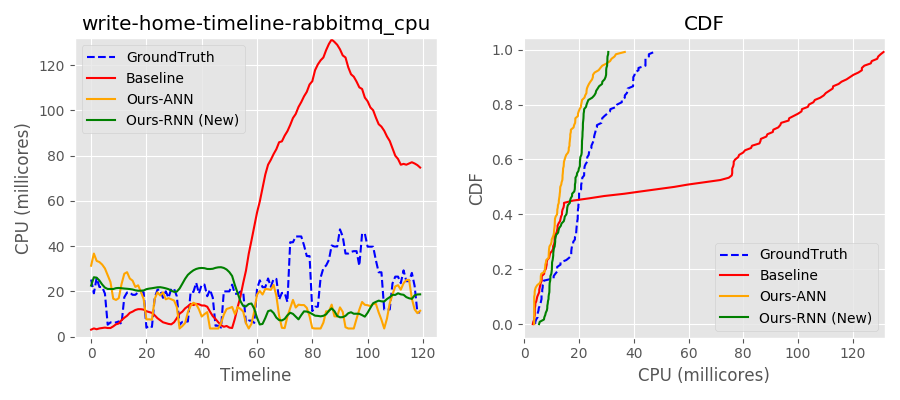 write-home-timeline-rabbitmq_cpu
CPU (millicores)
120
100
80
60
40
20
0
GroundTruth
Baseline
Ours-ANN
Ours-RNN (New)
0 20 40 60 80 100 120
Timeline
CDF
CDF
1.0
0.8
0.6
0.4
0.2
0.0
GroundTruth
Baseline
Ours-ANN
Ours-RNN (New)
0 20 40 60 80 100 120
CPU (millicores)